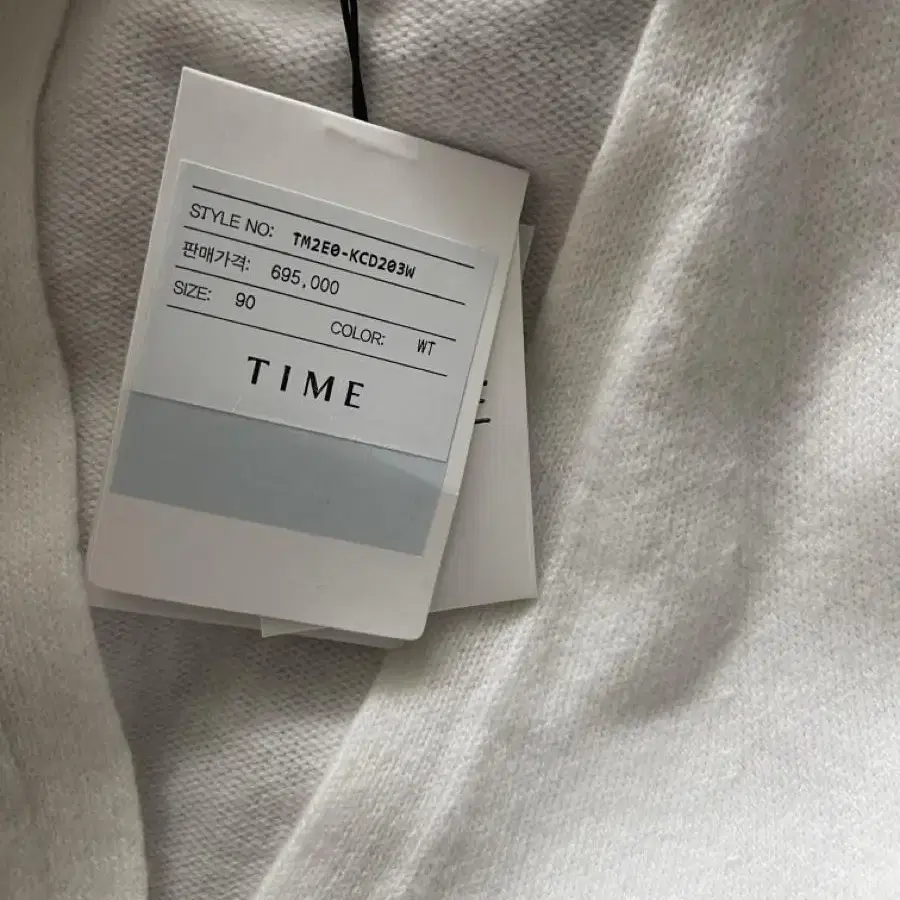 STYLE NO: TM2E0-KCD203W
판매가격: 695,000
SIZE: 90 COLOR: WT
TIME
E